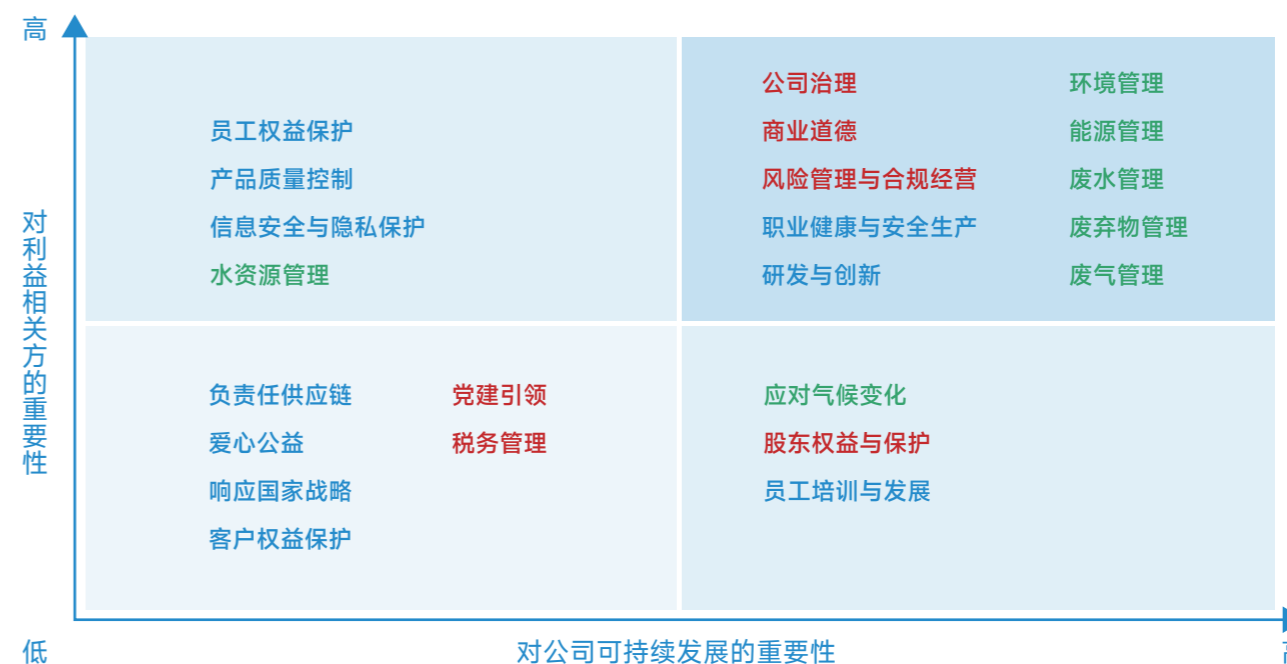 高
员工权益保护
产品质量控制
信息安全与隐私保护
水资源管理
公司治理
商业道德
风险管理与合规经营
职业健康与安全生产
研发与创新
环境管理
能源管理
废水管理
废弃物管理
废气管理
对利益相关方的重要性
负责任供应链
爱心公益
响应国家战略
客户权益保护
党建引领
税务管理
应对气候变化
股东权益与保护
员工培训与发展
低
对公司可持续发展的重要性